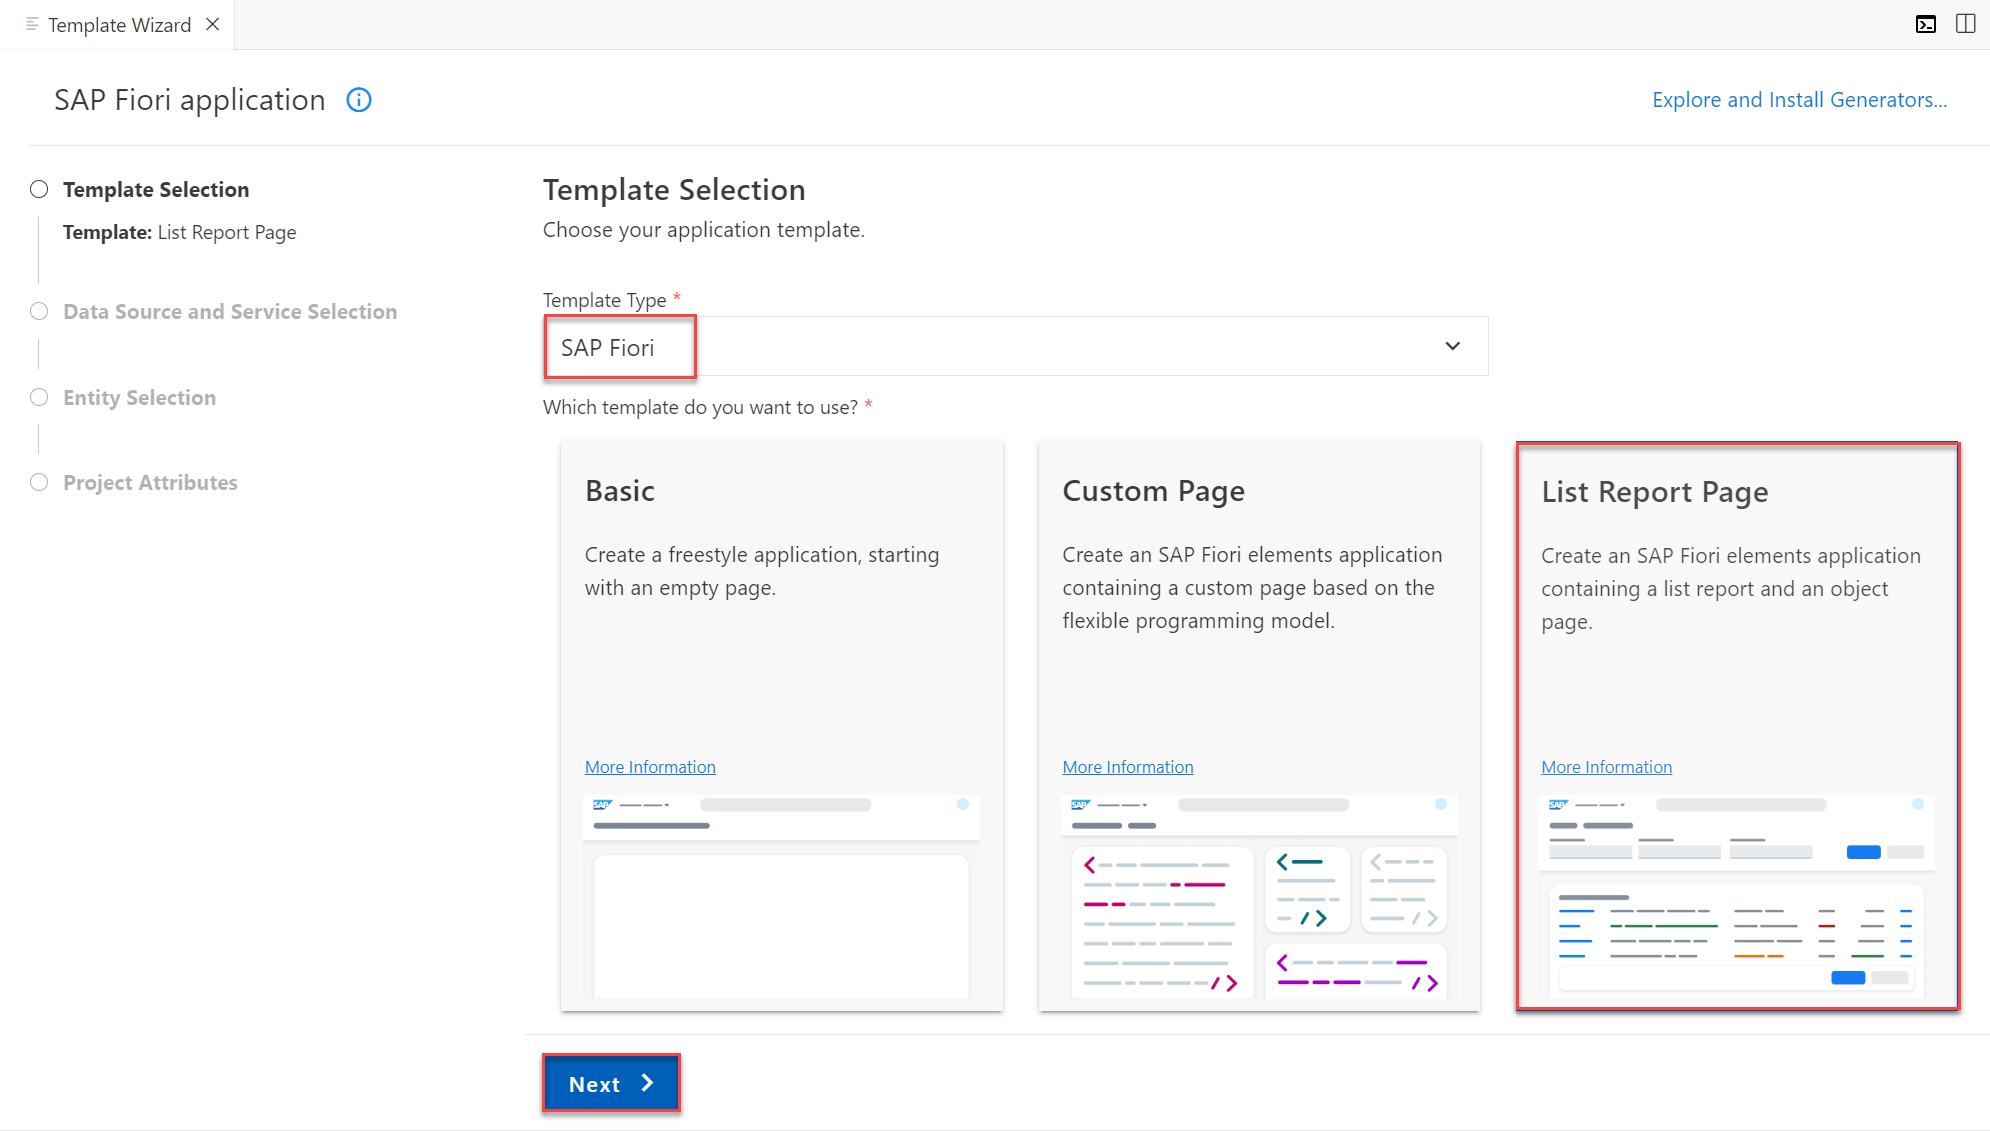 Template Wizard
SAP Fiori application
Explore and Install Generators...
Template Selection
Template: List Report Page
Data Source and Service Selection
Entity Selection
Project Attributes
Template Selection
Choose your application template.
Template Type *
SAP Fiori
Which template do you want to use? *
Basic
Create a freestyle application, starting
with an empty page.
More Information
SAP
Custom Page
Create an SAP Fiori elements application
containing a custom page based on the
flexible programming model.
More Information
SAP
List Report Page
Create an SAP Fiori elements application
containing a list report and an object
page.
More Information
SAP
Next